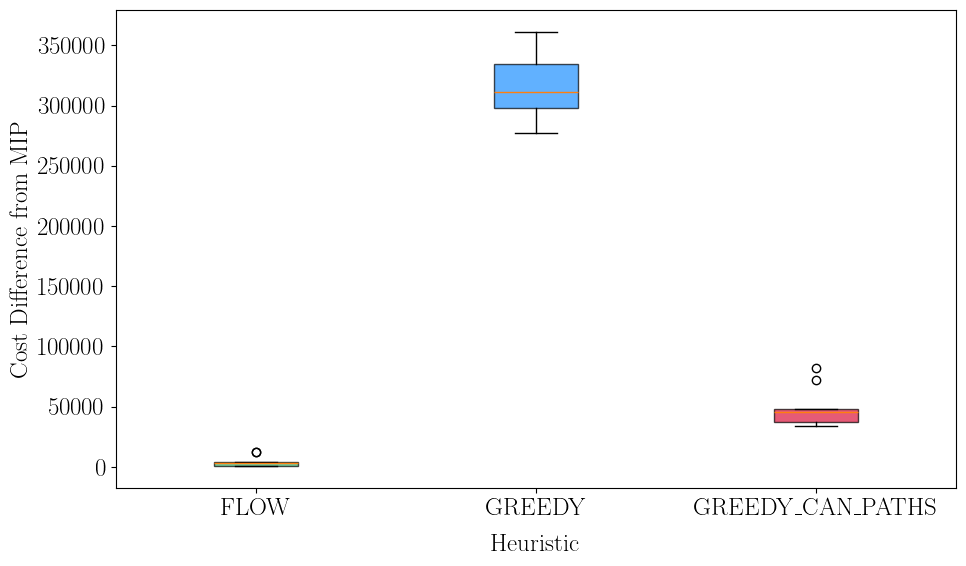 Cost Difference from MIP
350000
300000
250000
200000
150000
100000
50000
0
FLOW GREEDY GREEDY_CAN_PATHS
Heuristic